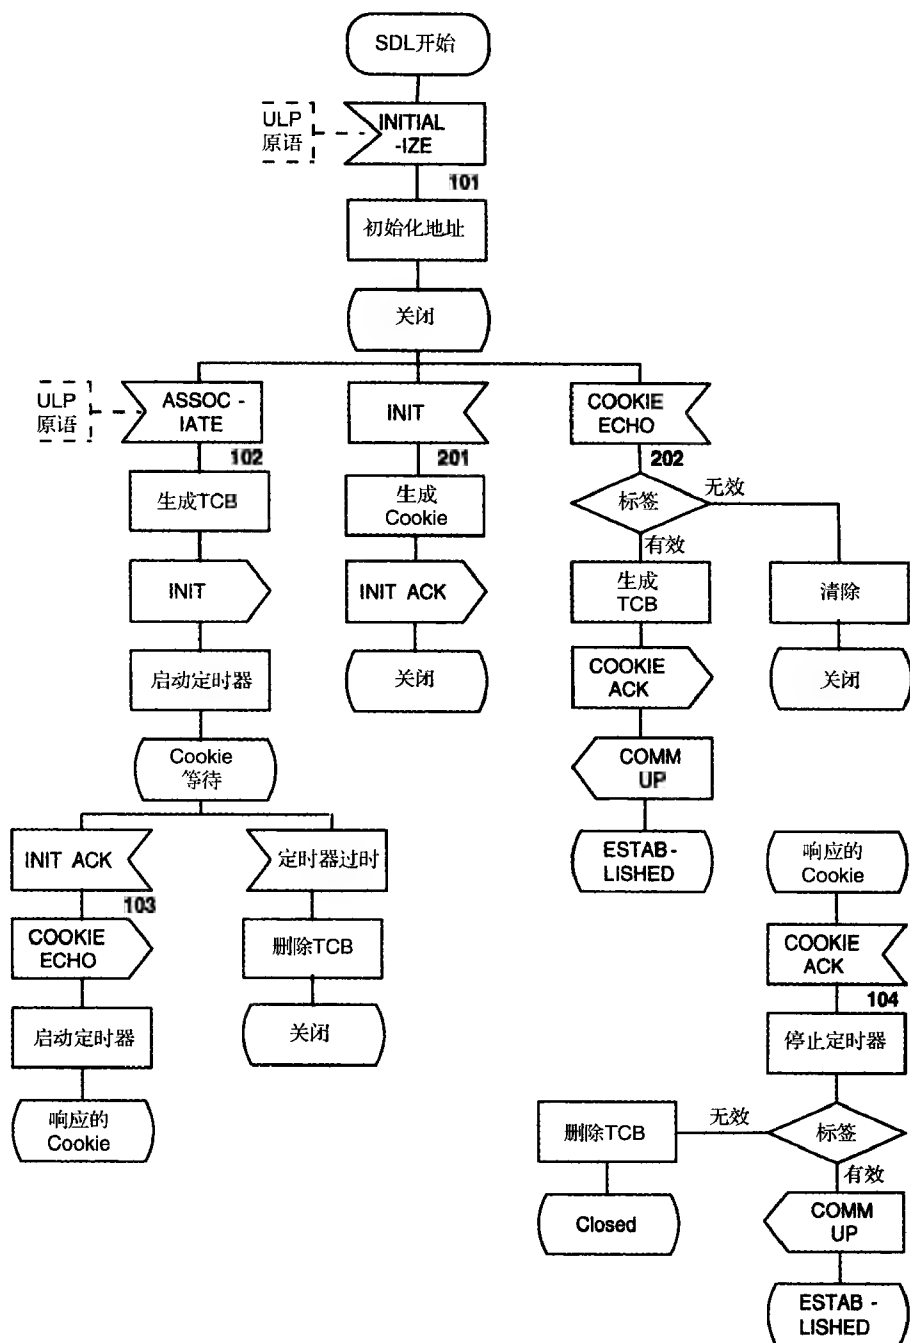 SDL开始
ULP
原语
INITIAL
-IZE
101
初始化地址
关闭
ULP
原语
ASSOC -
IATE
102
生成TCB
INIT
启动定时器
Cookie
等待
INIT
201
生成
Cookie
INIT ACK
关闭
COOKIE
ECHO
202
标签
无效
有效
生成
TCB
清除
COOKIE
ACK
关闭
COMM
UP
ESTAB -
LISHED
INIT ACK
103
COOKIE
ECHO
启动定时器
响应的
Cookie
定时器过时
删除TCB
关闭
响应的
Cookie
COOKIE
ACK
104
停止定时器
标签
无效
删除TCB
Closed
有效
COMM
UP
ESTAB -
LISHED